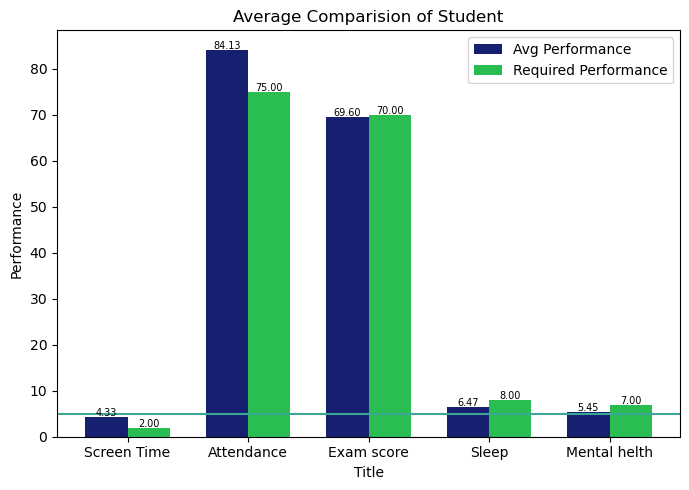 Average Comparision of Student
Avg Performance
Required Performance
Performance
80
70
60
50
40
30
20
10
0
4.33
2.00
84.13
75.00
69.60
70.00
6.47
8.00
5.45
7.00
Screen Time
Attendance
Exam score
Sleep
Mental helth
Title